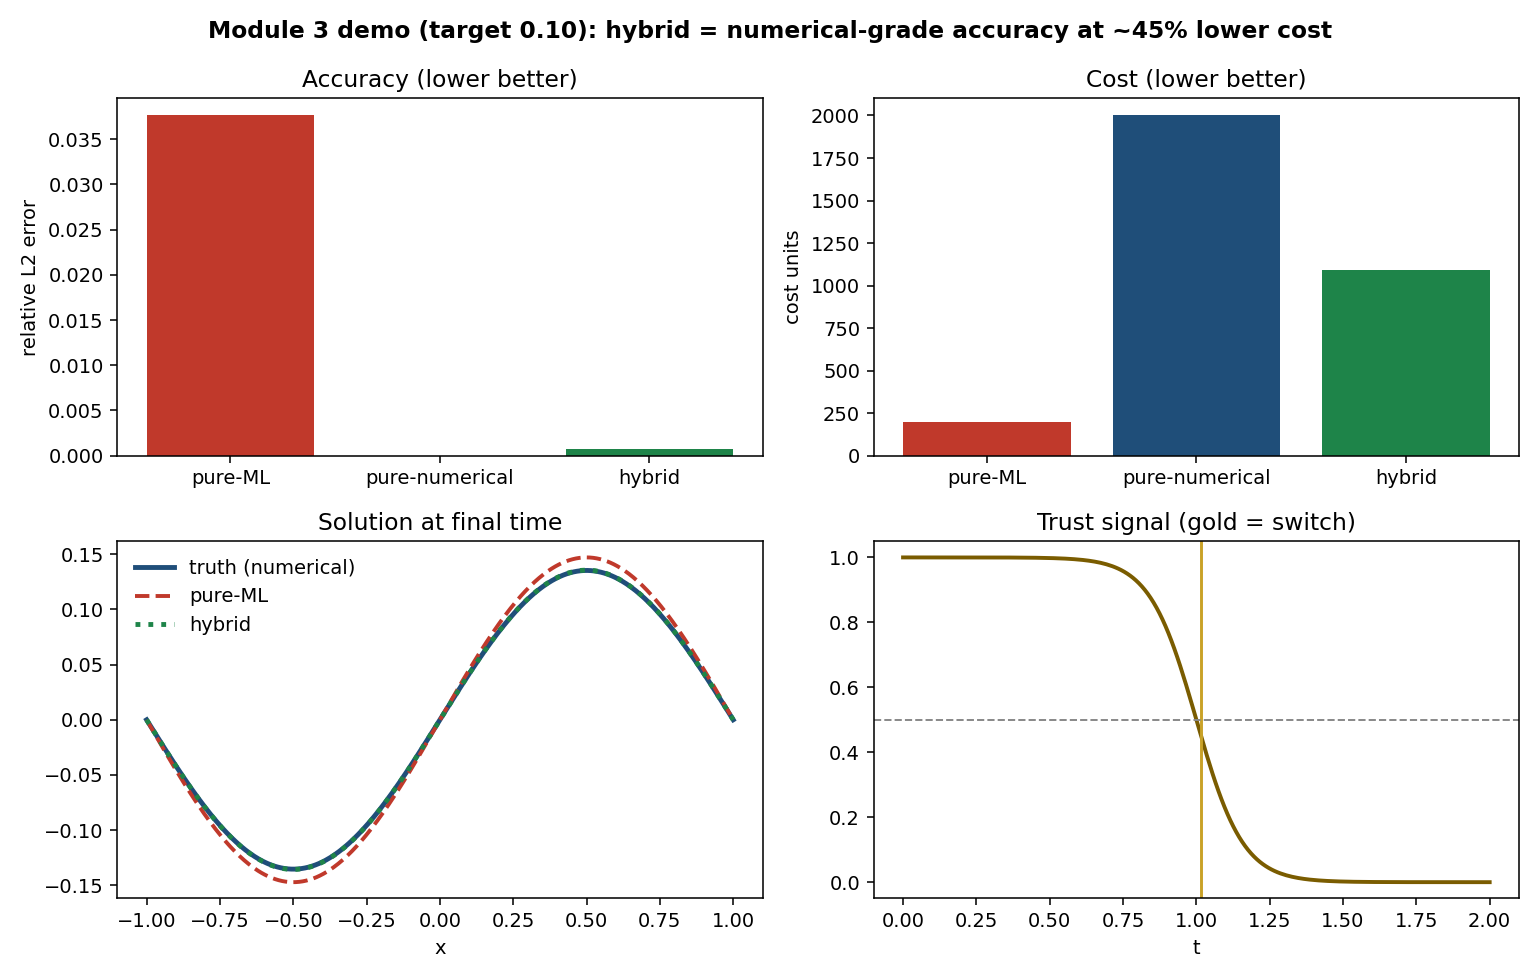 Module 3 demo (target 0.10): hybrid = numerical-grade accuracy at ~45% lower cost
Accuracy (lower better)
relative L2 error
0.035
0.030
0.025
0.020
0.015
0.010
0.005
0.000
pure-ML pure-numerical hybrid
Cost (lower better)
cost units
2000
1750
1500
1250
1000
750
500
250
0
pure-ML pure-numerical hybrid
Solution at final time
truth (numerical)
pure-ML
hybrid
0.15
0.10
0.05
0.00
−0.05
−0.10
−0.15
−1.00 −0.75 −0.50 −0.25 0.00 0.25 0.50 0.75 1.00
x
Trust signal (gold = switch)
1.0
0.8
0.6
0.4
0.2
0.0
0.00 0.25 0.50 0.75 1.00 1.25 1.50 1.75 2.00
t